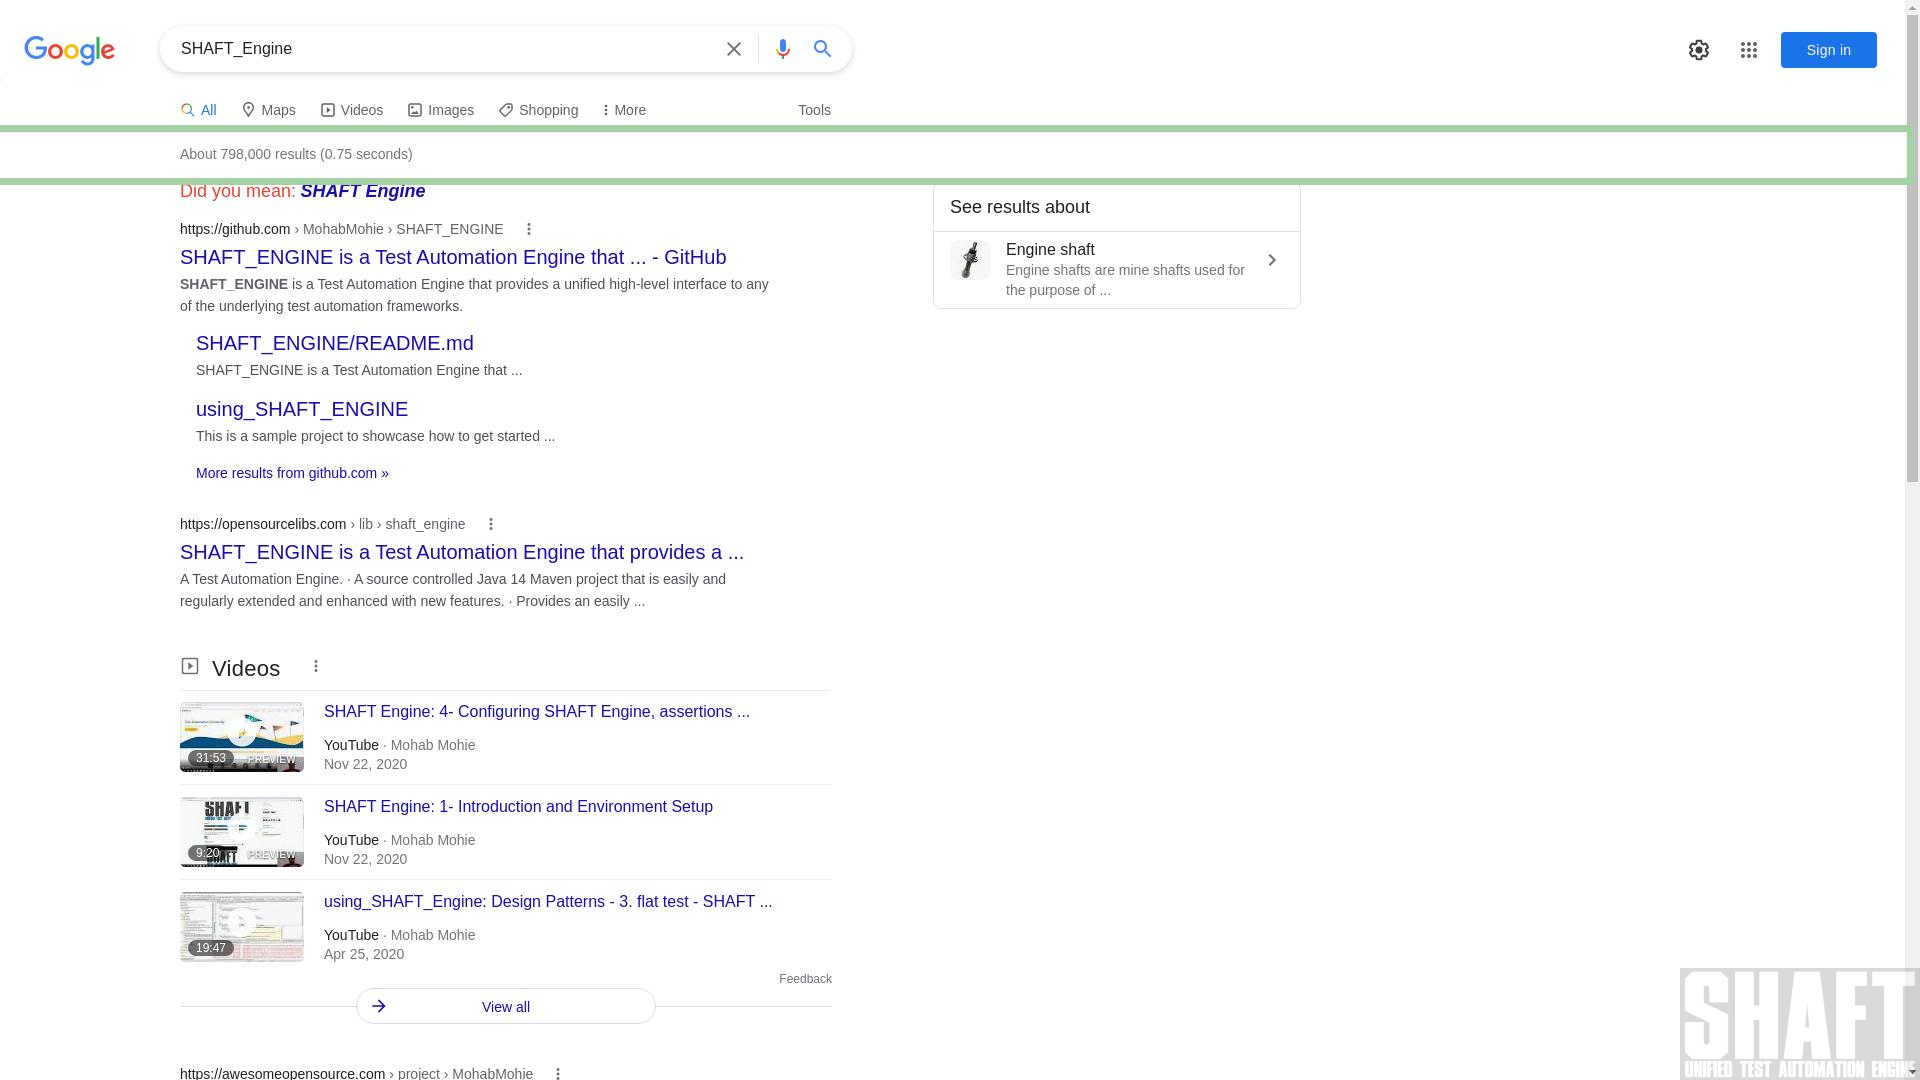 Google
SHAFT_Engine
Sign in
All
Maps
Videos
Images
Shopping
More
Tools
About 798,000 results (0.75 seconds)
Did you mean: SHAFT Engine
https://github.com › MohabMohie › SHAFT_ENGINE
SHAFT_ENGINE is a Test Automation Engine that ... - GitHub
SHAFT_ENGINE is a Test Automation Engine that provides a unified high-level interface to any
of the underlying test automation frameworks.
SHAFT_ENGINE/README.md
SHAFT_ENGINE is a Test Automation Engine that ...
using_SHAFT_ENGINE
This is a sample project to showcase how to get started ...
More results from github.com »
https://opensourcelibs.com › lib › shaft_engine
SHAFT_ENGINE is a Test Automation Engine that provides a ...
A Test Automation Engine. · A source controlled Java 14 Maven project that is easily and
regularly extended and enhanced with new features. · Provides an easily ...
Videos
31:53
PREVIEW
SHAFT Engine: 4- Configuring SHAFT Engine, assertions ...
YouTube · Mohab Mohie
Nov 22, 2020
SHAFT
9:20
PREVIEW
SHAFT Engine: 1- Introduction and Environment Setup
YouTube · Mohab Mohie
Nov 22, 2020
19:47
using_SHAFT_Engine: Design Patterns - 3. flat test - SHAFT ...
YouTube · Mohab Mohie
Apr 25, 2020
Feedback
View all
https://awesomeopensource.com › project › MohabMohie
See results about
Engine shaft
Engine shafts are mine shafts used for
the purpose of ...
SHAFT
UNIFIED TEST AUTOMATION ENGINE